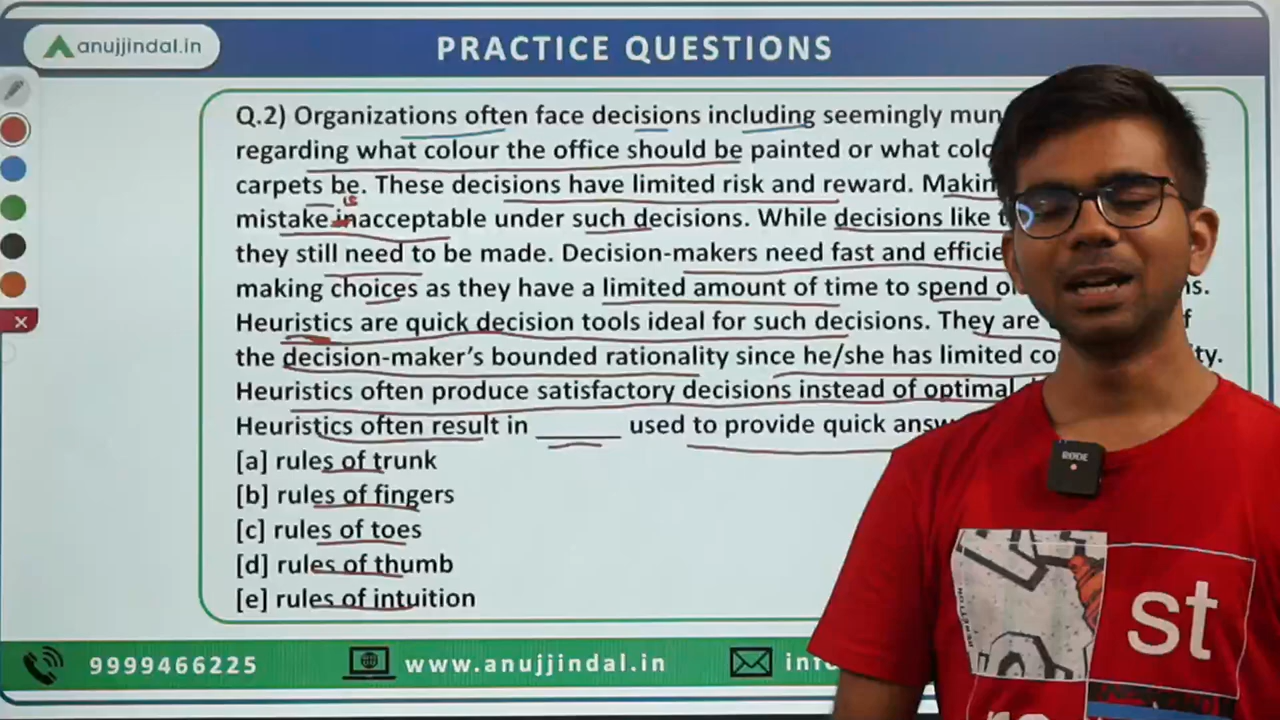 anujjindal.in
PRACTICE QUESTIONS
Q.2) Organizations often face decisions including seemingly mun
regarding what colour the office should be painted or what colo
carpets be. These decisions have limited risk and reward. Makin
is
mistake inacceptable under such decisions. While decisions like t
they still need to be made. Decision-makers need fast and efficie
making choices as they have a limited amount of time to spend o ns.
Heuristics are quick decision tools ideal for such decisions. They are f
the decision-maker's bounded rationality since he/she has limited co ty.
Heuristics often produce satisfactory decisions instead of optimal
Heuristics often result in _____ used to provide quick answ
[a] rules of trunk
[b] rules of fingers
[c] rules of toes
[d] rules of thumb
[e] rules of intuition
RODE
st
9999466225
www.anujjindal.in
info